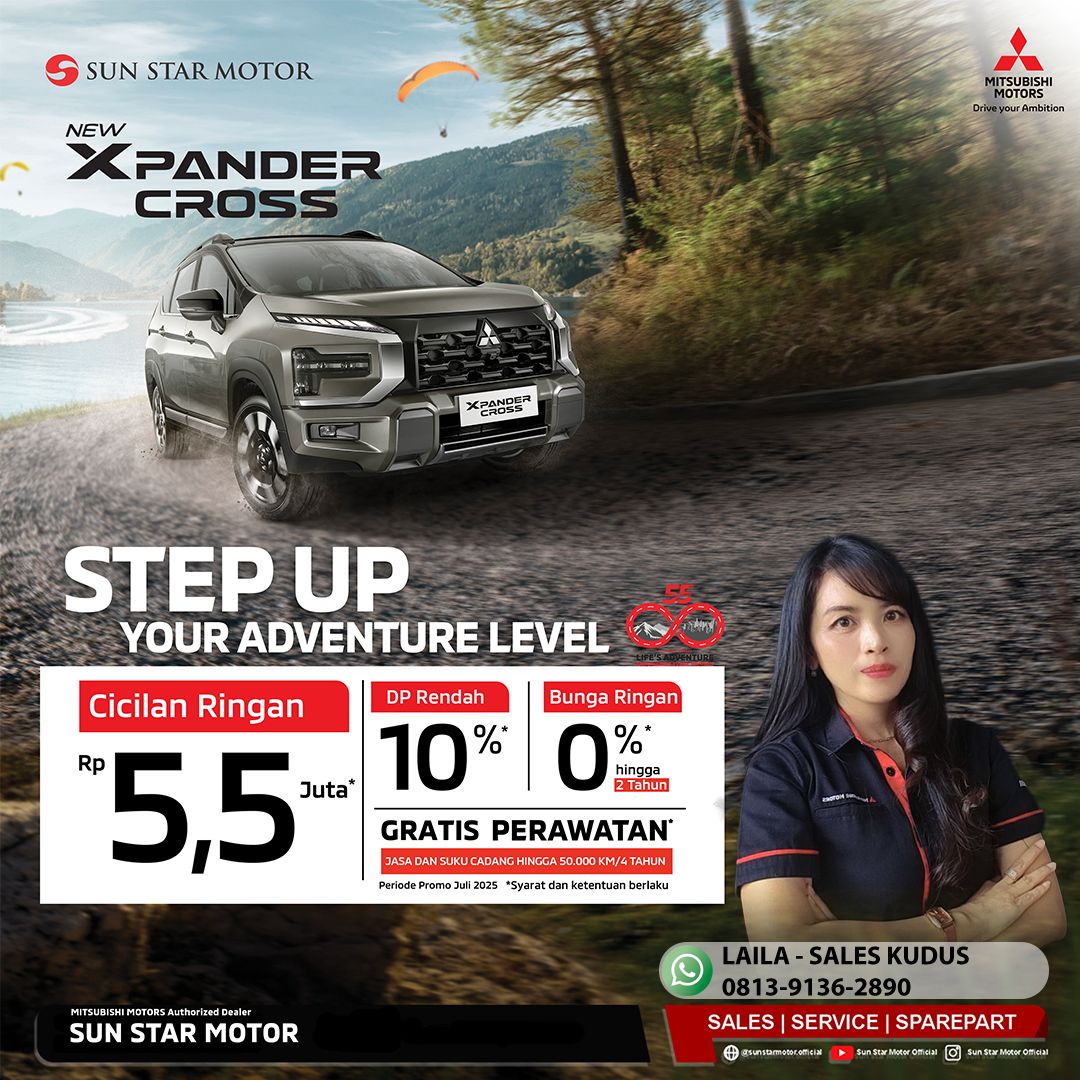 SUN STAR MOTOR
MITSUBISHI
MOTORS
Drive your Ambition
NEW
XPANDER
CROSS
XPANDER
CROSS
STEP UP
YOUR ADVENTURE LEVEL
55
LIFE'S ADVENTURE
Cicilan Ringan
Rp 5,5 Juta*
DP Rendah
10%*
Bunga Ringan
0%*
hingga
2 Tahun
GRATIS PERAWATAN*
JASA DAN SUKU CADANG HINGGA 50.000 KM/4 TAHUN
Periode Promo Juli 2025 *Syarat dan ketentuan berlaku
LAILA - SALES KUDUS
0813-9136-2890
MITSUBISHI MOTORS Authorized Dealer
SUN STAR MOTOR
SALES | SERVICE | SPAREPART
@sunstarmotor.official Sun Star Motor Official Sun Star Motor Official